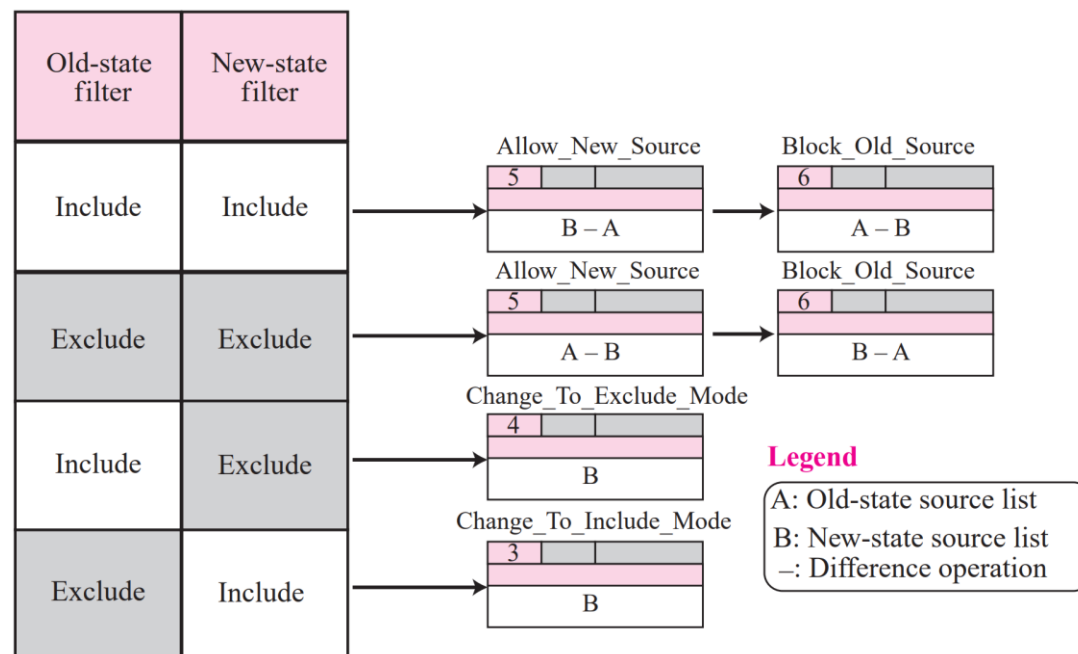 Old-state
filter
New-state
filter
Allow_New_Source
Block_Old_Source
Include
Include
5
B – A
6
A – B
Allow_New_Source
Block_Old_Source
Exclude
Exclude
5
A – B
6
B – A
Change_To_Exclude_Mode
Include
Exclude
4
B
Change_To_Include_Mode
Exclude
Include
3
B
Legend
A: Old-state source list
B: New-state source list
–: Difference operation